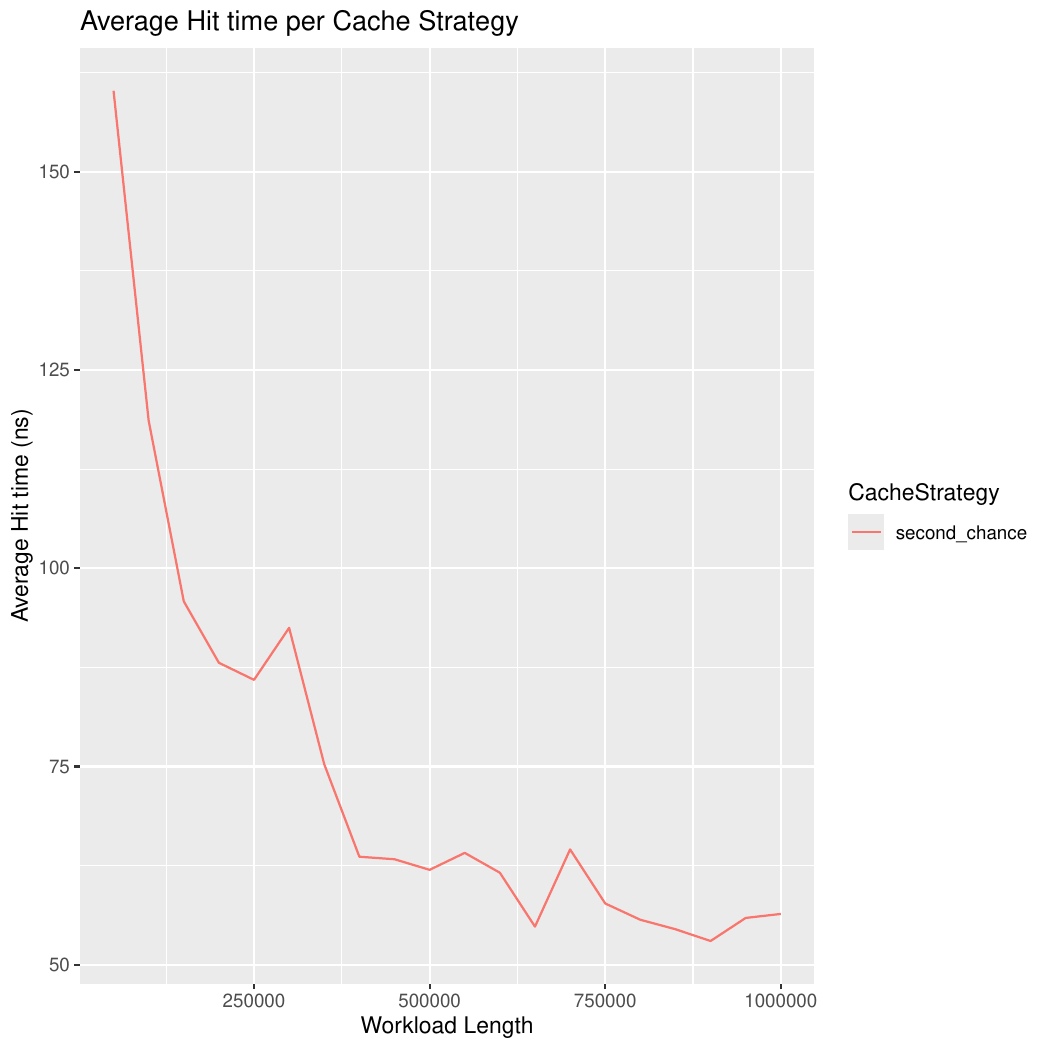 Average Hit time per Cache Strategy
Average Hit time (ns)
150
125
100
75
50
250000
500000
750000
1000000
Workload Length
CacheStrategy
second_chance